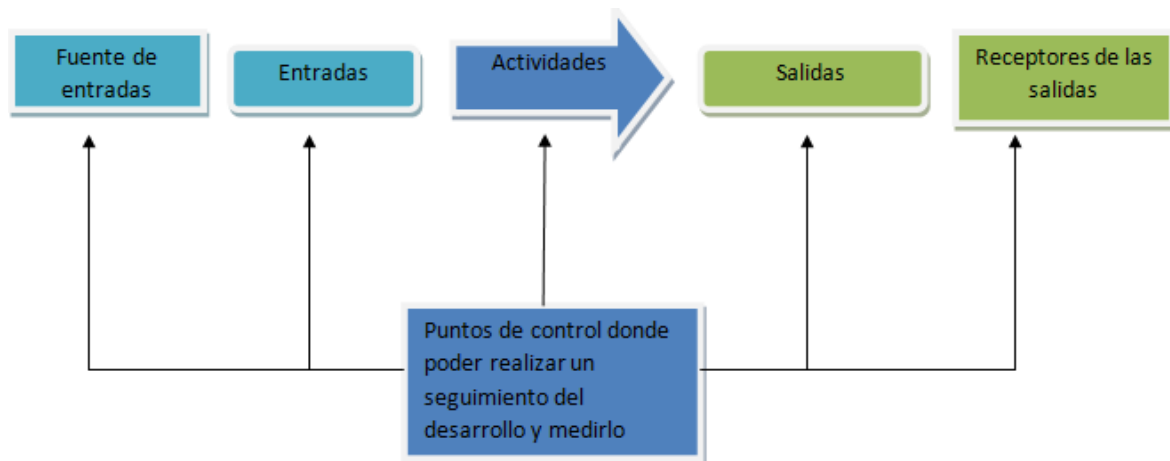 Fuente de
entradas
Entradas
Actividades
Salidas
Receptores de las
salidas
Puntos de control donde
poder realizar un
seguimiento del
desarrollo y medirlo